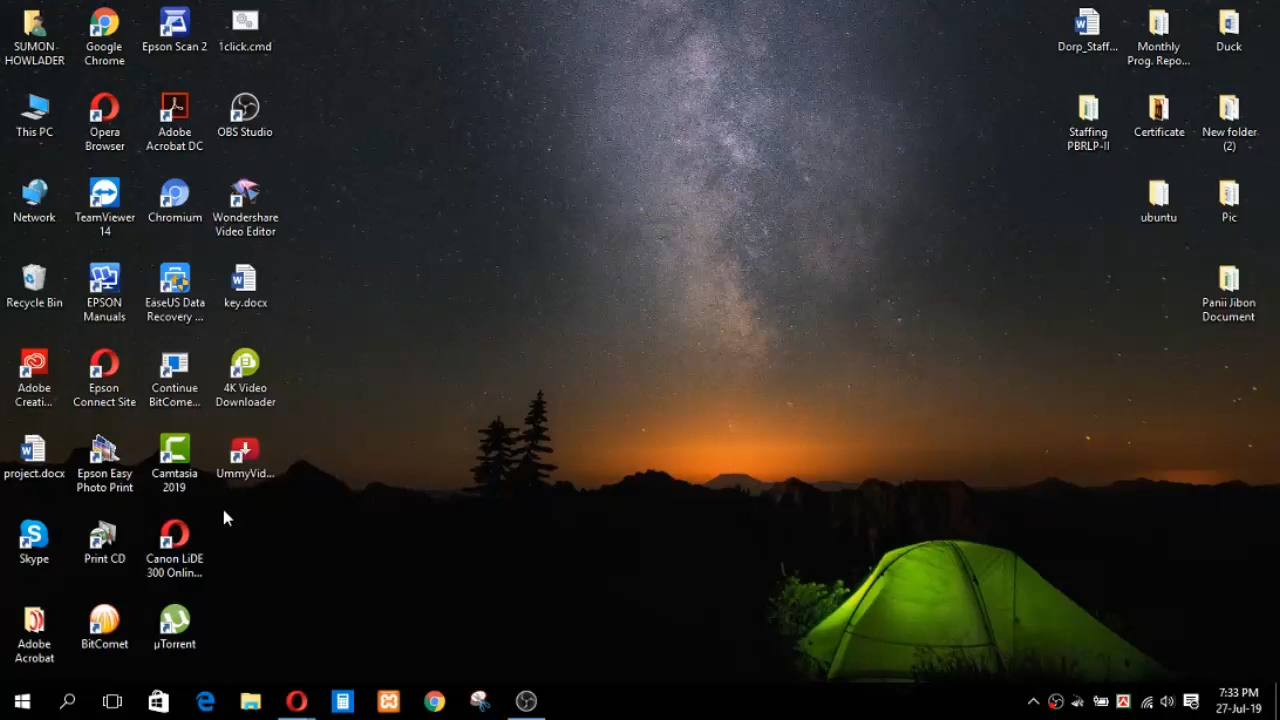 SUMON
HOWLADER
Google
Chrome
Epson Scan 2
1click.cmd
Dorp_Staff...
Monthly
Prog. Repo...
Duck
This PC
Opera
Browser
Adobe
Acrobat DC
OBS Studio
Staffing
PBRLP-II
Certificate
New folder
(2)
Network
TeamViewer
14
Chromium
Wondershare
Video Editor
ubuntu
Pic
Recycle Bin
EPSON
Manuals
EaseUS Data
Recovery ...
key.docx
Panii Jibon
Document
Adobe
Creati...
Epson
Connect Site
Continue
BitCome...
4K Video
Downloader
project.docx
Epson Easy
Photo Print
Camtasia
2019
UmmyVid...
Skype
Print CD
Canon LiDE
300 Onlin...
Adobe
Acrobat
BitComet
µTorrent
7:33 PM
27-Jul-19